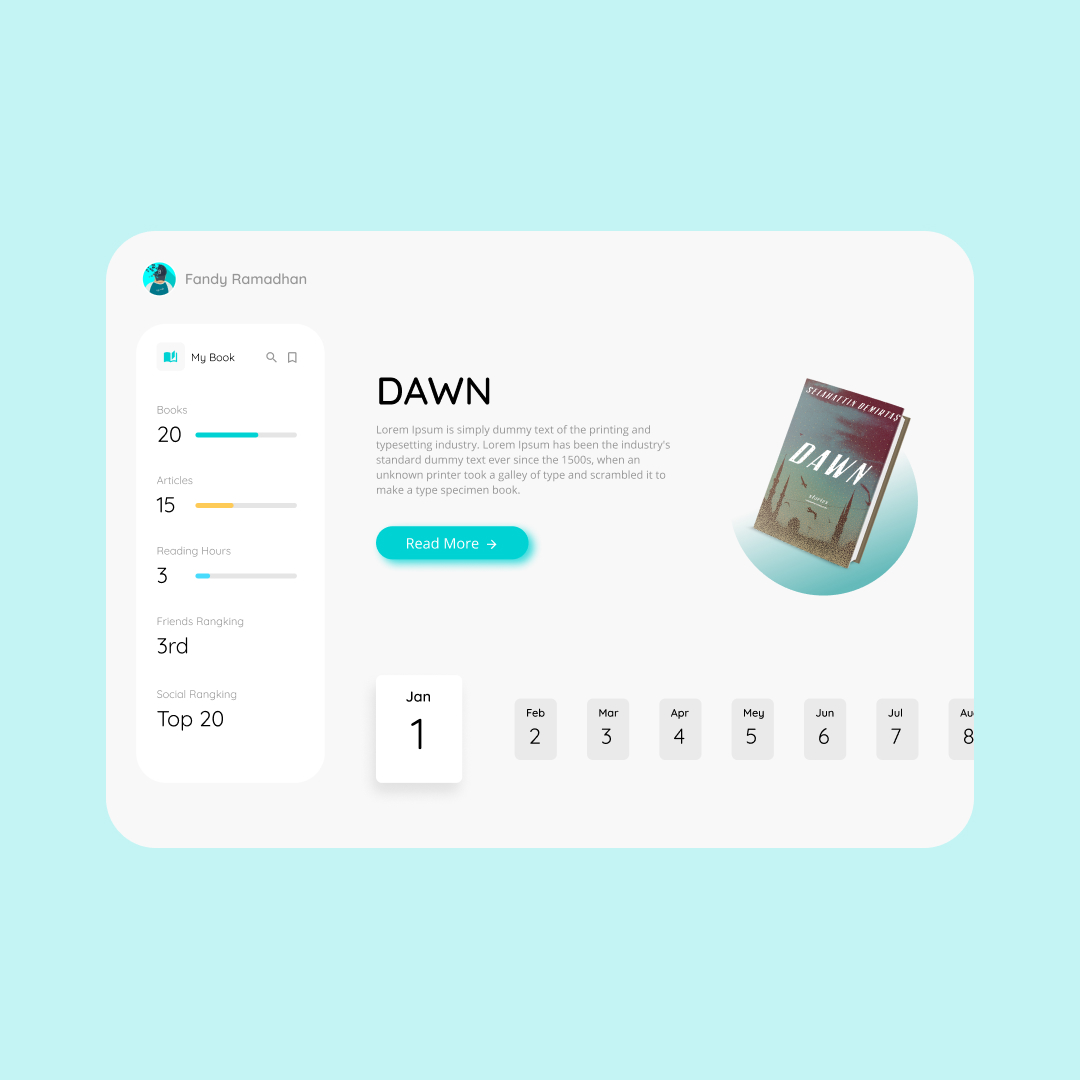 Fandy Ramadhan
My Book
Books
20
Articles
15
Reading Hours
3
Friends Rangking
3rd
Social Rangking
Top 20
DAWN
Lorem Ipsum is simply dummy text of the printing and
typesetting industry. Lorem Ipsum has been the industry's
standard dummy text ever since the 1500s, when an
unknown printer took a galley of type and scrambled it to
make a type specimen book.
Read More →
SELAHATTIN DEMIRTAS
DAWN
stories
Jan
1
Feb
2
Mar
3
Apr
4
Mey
5
Jun
6
Jul
7
Au
8